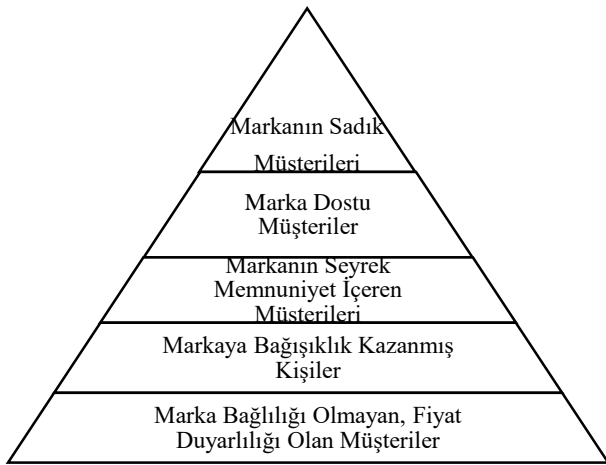 Markanın Sadık
Müşterileri
Marka Dostu
Müşteriler
Markanın Seyrek
Memnuniyet İçeren
Müşterileri
Markaya Bağışıklık Kazanmış
Kişiler
Marka Bağlılığı Olmayan, Fiyat
Duyarlılığı Olan Müşteriler